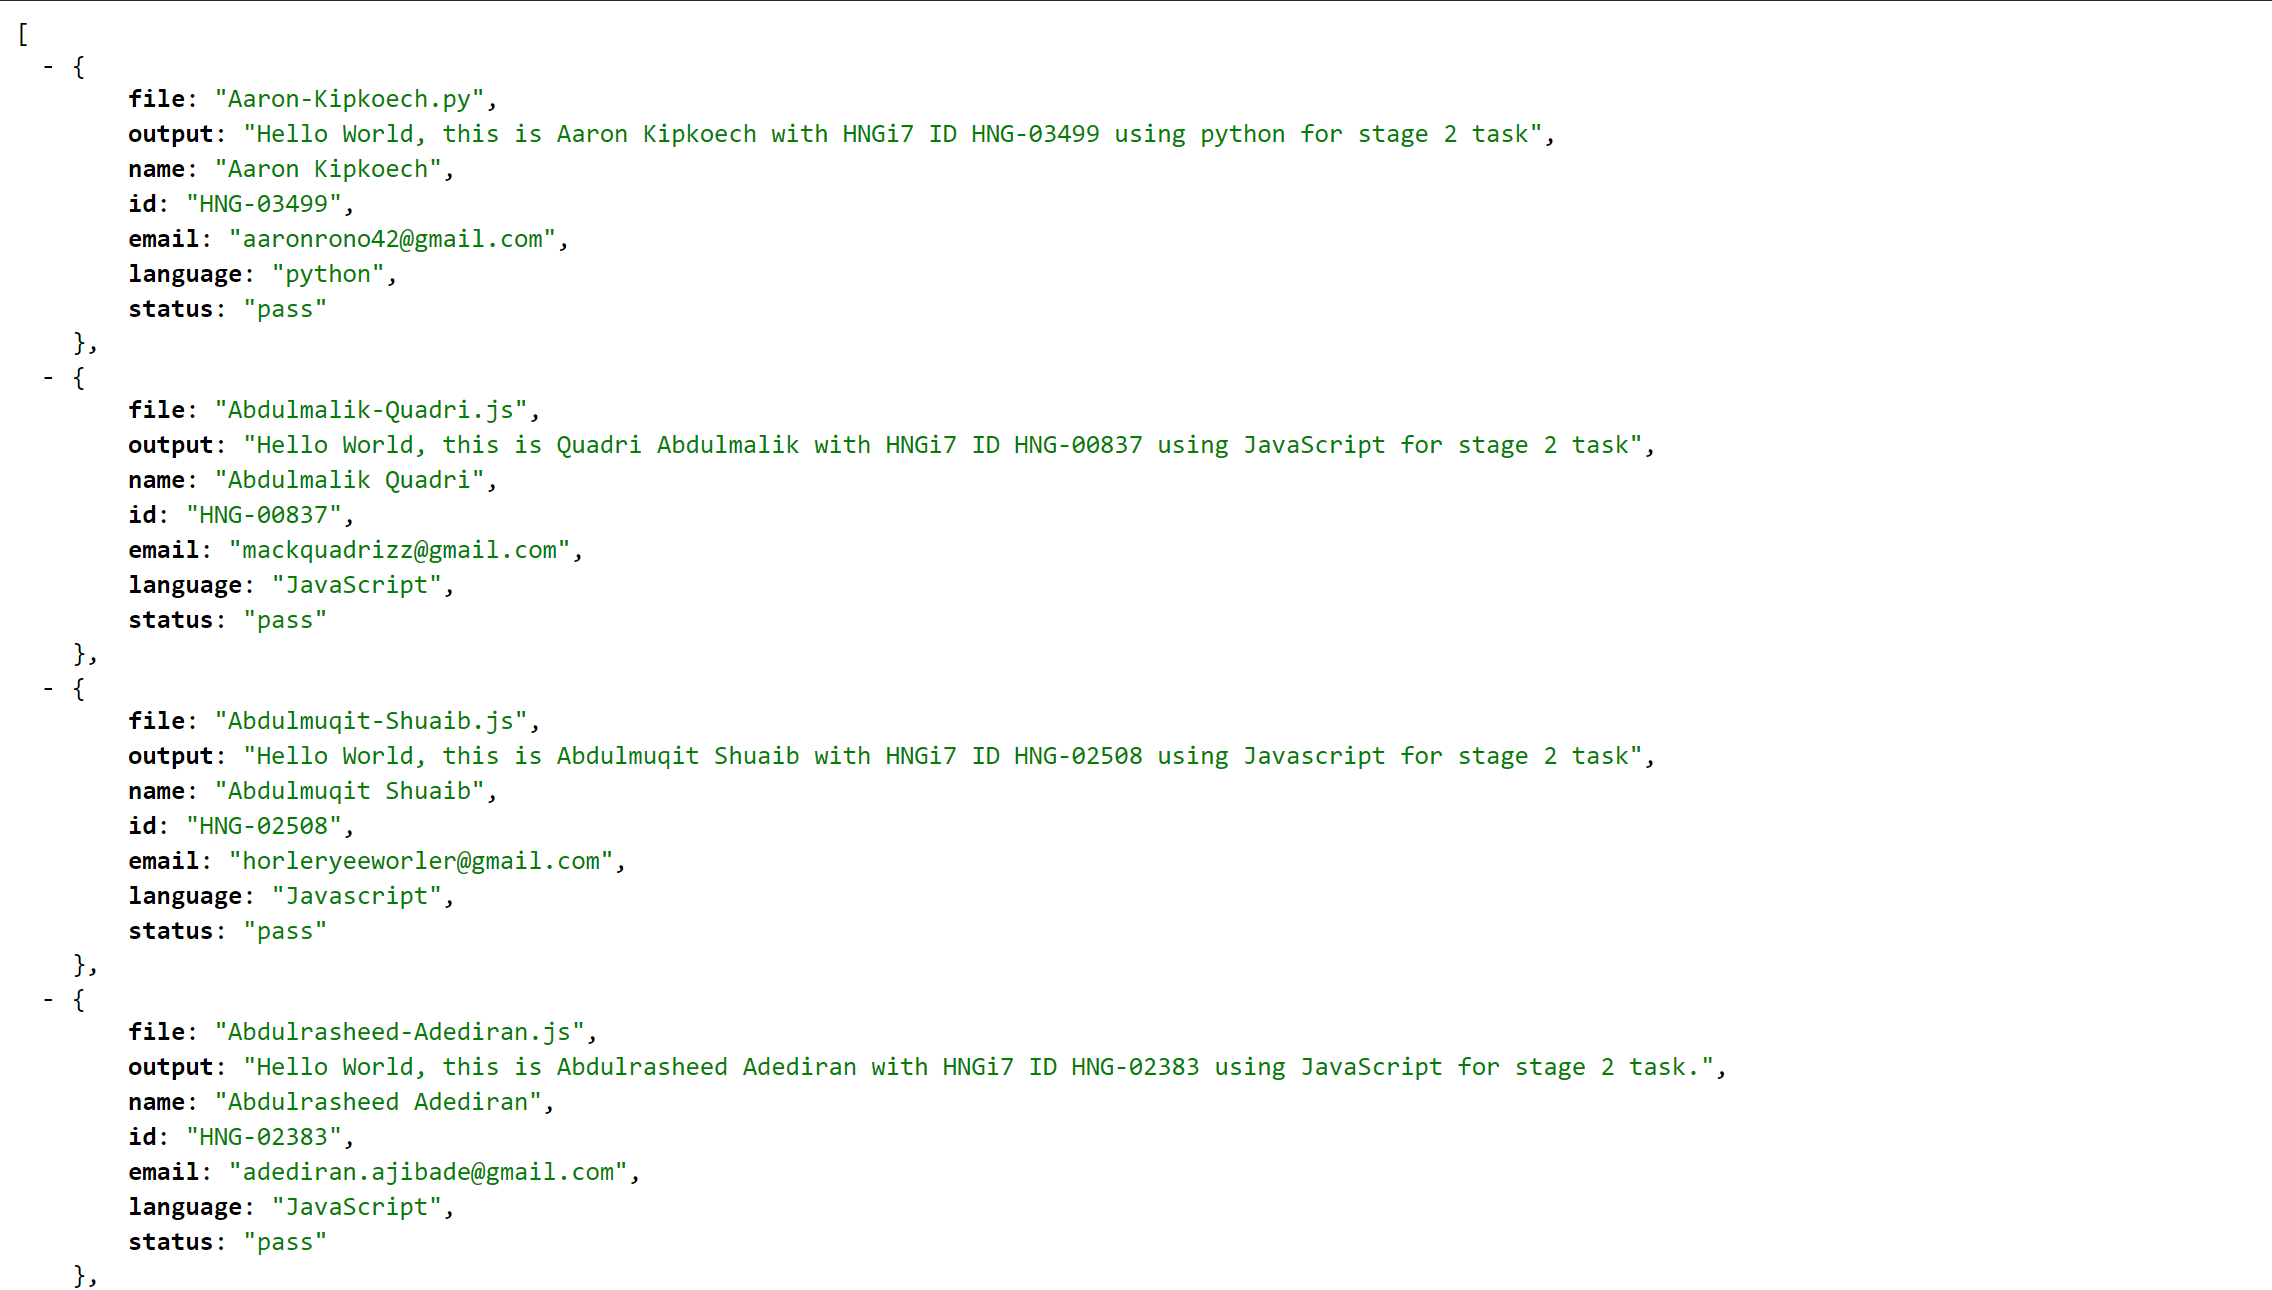 [
- {
file: "Aaron-Kipkoech.py",
output: "Hello World, this is Aaron Kipkoech with HNGi7 ID HNG-03499 using python for stage 2 task",
name: "Aaron Kipkoech",
id: "HNG-03499",
email: "aaronrono42@gmail.com",
language: "python",
status: "pass"
},
- {
file: "Abdulmalik-Quadri.js",
output: "Hello World, this is Quadri Abdulmalik with HNGi7 ID HNG-00837 using JavaScript for stage 2 task",
name: "Abdulmalik Quadri",
id: "HNG-00837",
email: "mackquadrizz@gmail.com",
language: "JavaScript",
status: "pass"
},
- {
file: "Abdulmuqit-Shuaib.js",
output: "Hello World, this is Abdulmuqit Shuaib with HNGi7 ID HNG-02508 using Javascript for stage 2 task",
name: "Abdulmuqit Shuaib",
id: "HNG-02508",
email: "horleryeeworler@gmail.com",
language: "Javascript",
status: "pass"
},
- {
file: "Abdulrasheed-Adediran.js",
output: "Hello World, this is Abdulrasheed Adediran with HNGi7 ID HNG-02383 using JavaScript for stage 2 task.",
name: "Abdulrasheed Adediran",
id: "HNG-02383",
email: "adediran.ajibade@gmail.com",
language: "JavaScript",
status: "pass"
},